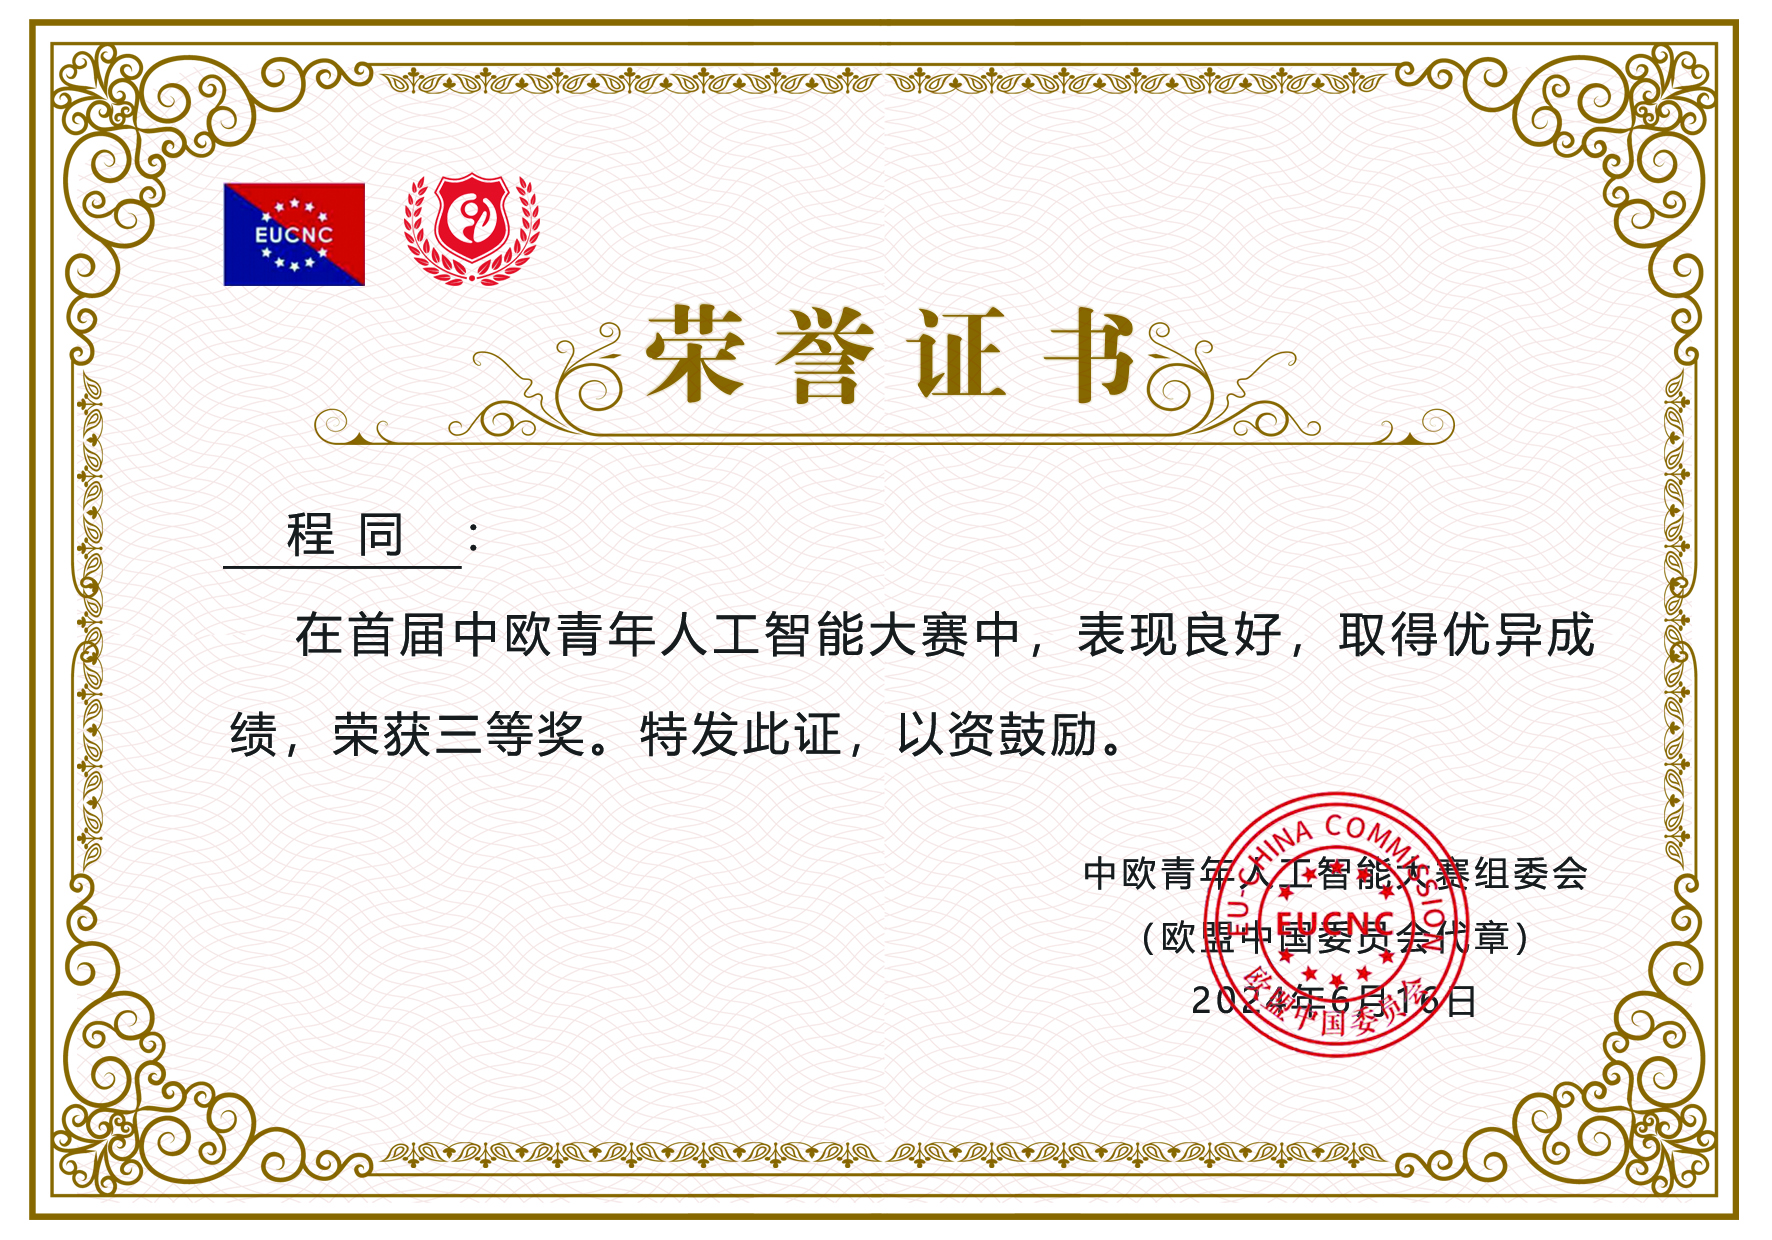 EUCNC
荣誉证书
程同：
在首届中欧青年人工智能大赛中，表现良好，取得优异成
绩，荣获三等奖。特发此证，以资鼓励。
中欧青年人工智能大赛组委会
（欧盟中国委员会代章）
2024年6月16日
EU-CHINA COMMISSION
EUCNC
欧盟中国委员会